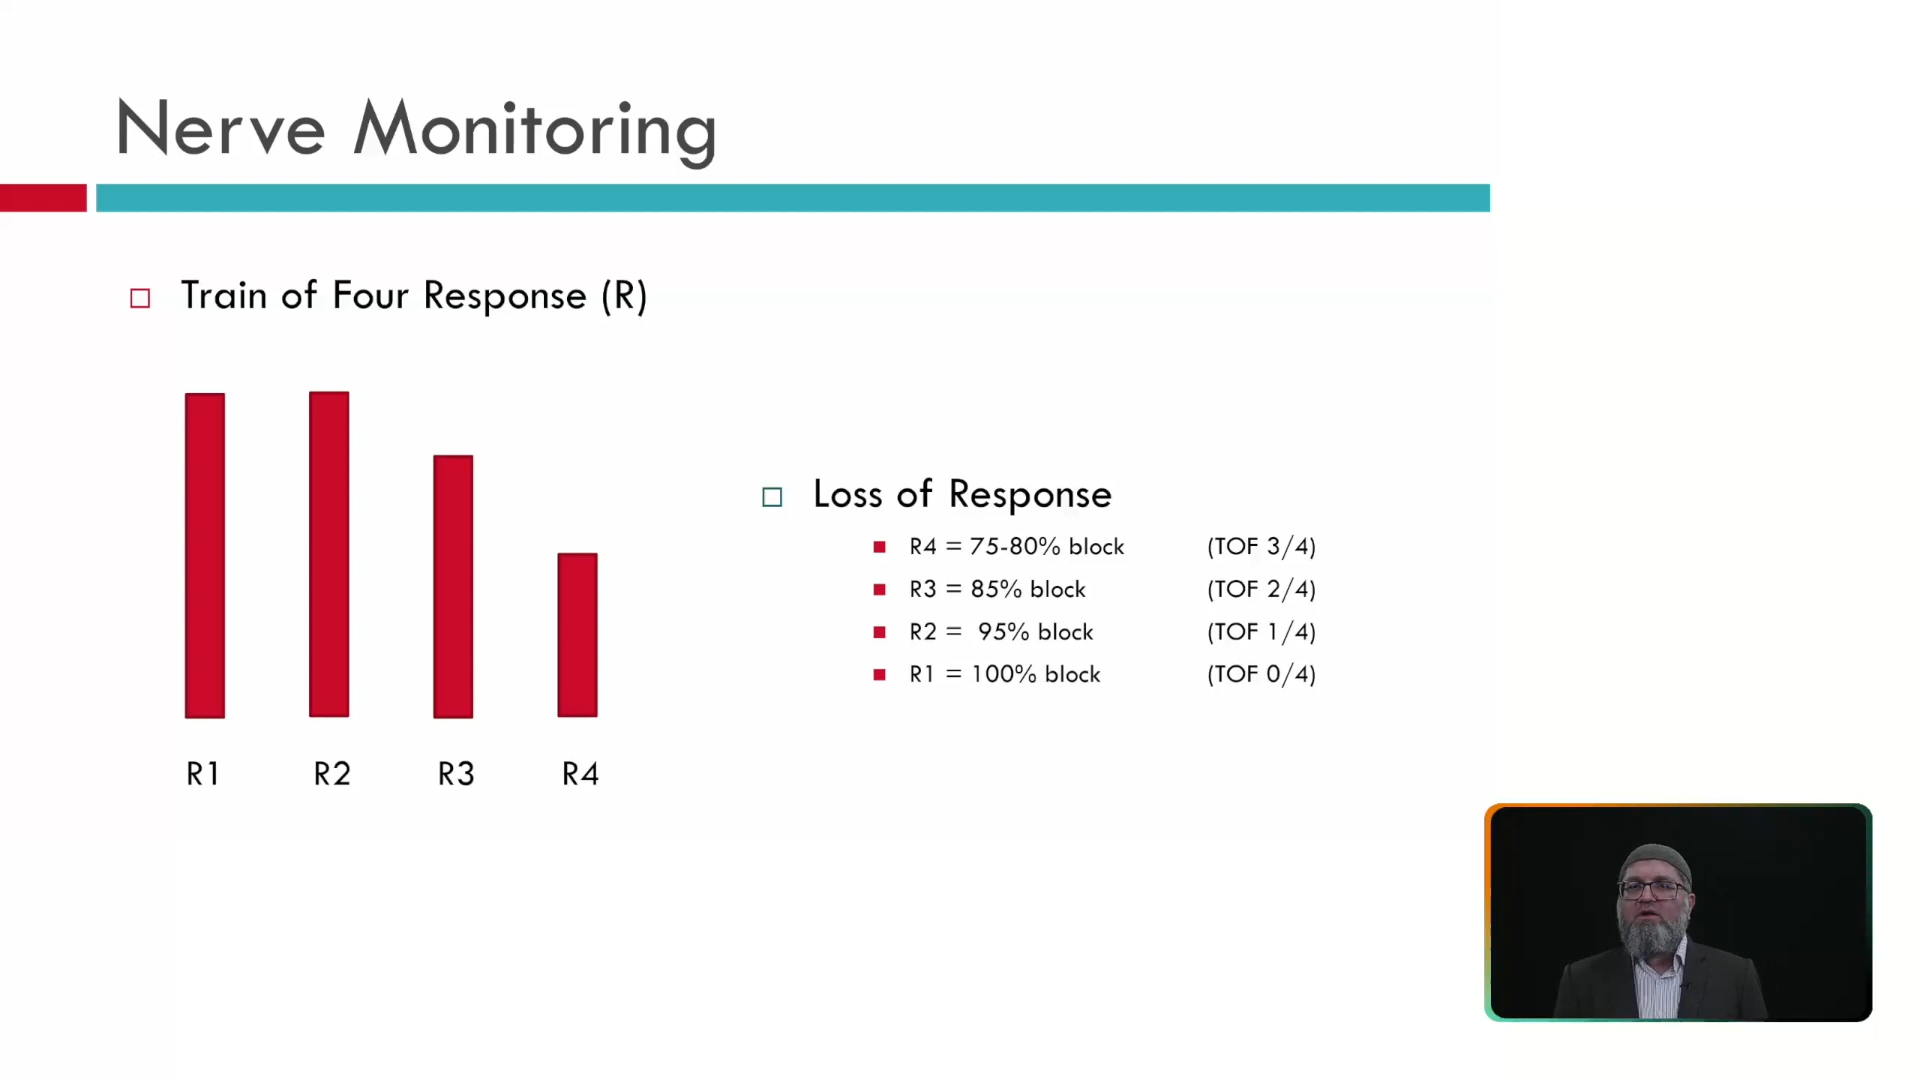 Nerve Monitoring
Train of Four Response (R)
R1 R2 R3 R4
Loss of Response
R4 = 75-80% block (TOF 3/4)
R3 = 85% block (TOF 2/4)
R2 = 95% block (TOF 1/4)
R1 = 100% block (TOF 0/4)